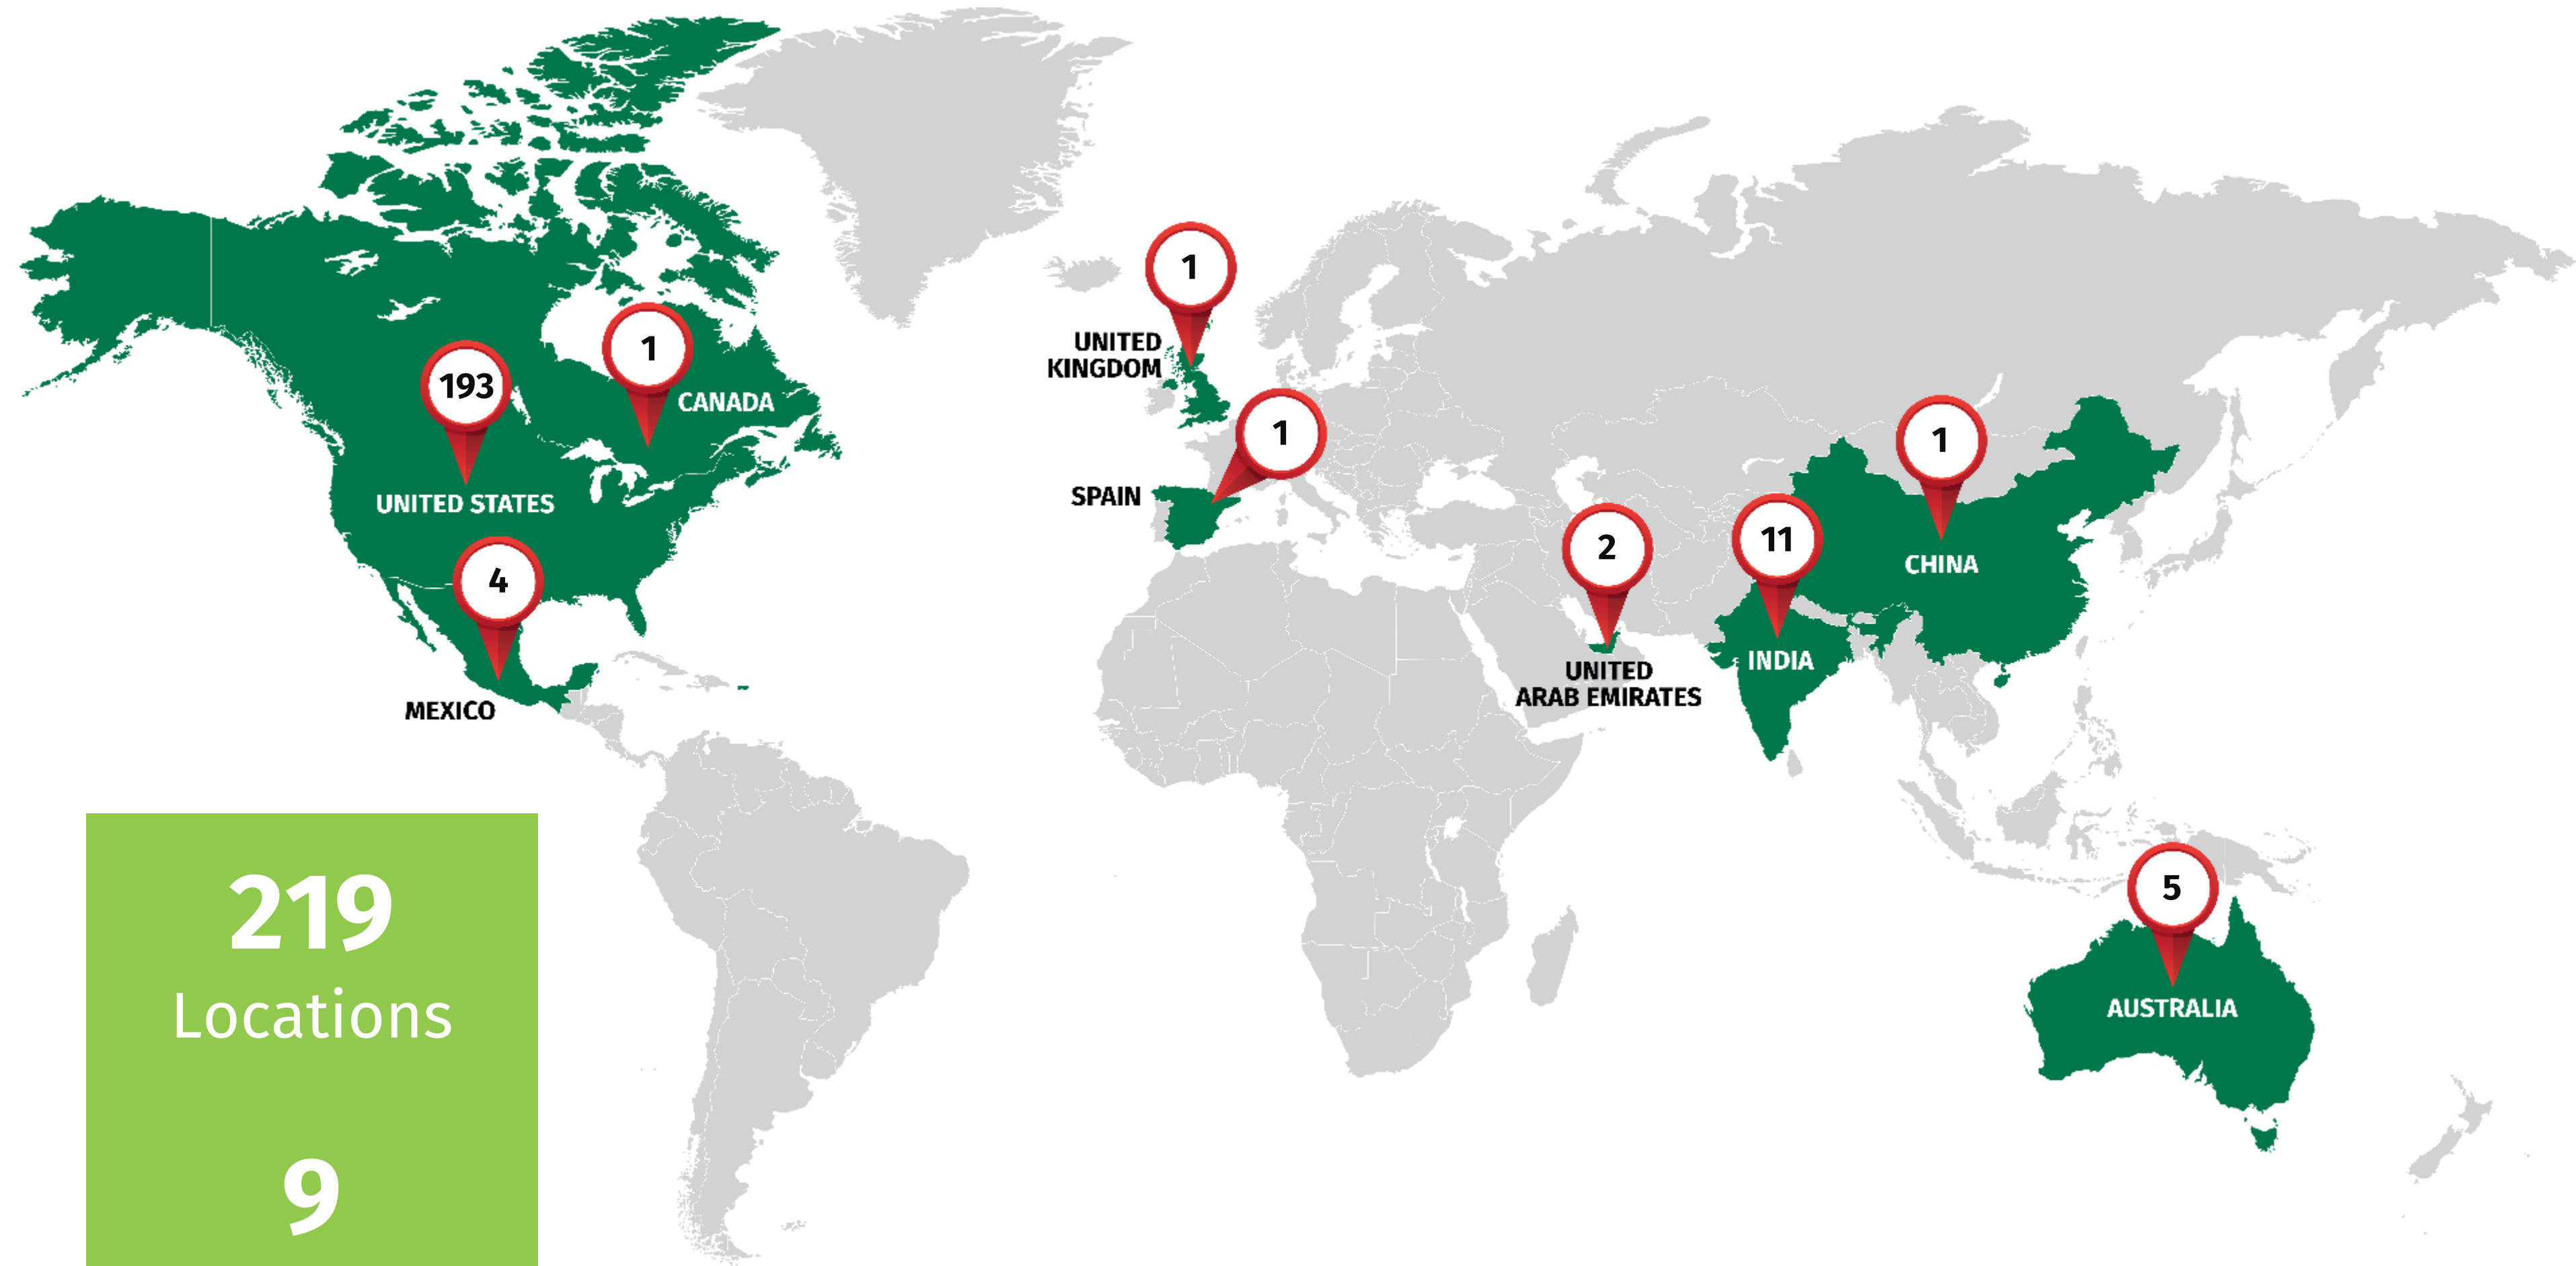 1
UNITED
KINGDOM
1
CANADA
193
UNITED STATES
1
SPAIN
1
CHINA
2
UNITED
ARAB EMIRATES
11
INDIA
4
MEXICO
5
AUSTRALIA
219
Locations
9